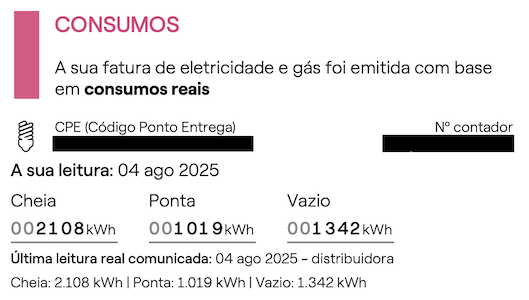 CONSUMOS
A sua fatura de eletricidade e gás foi emitida com base
em consumos reais
CPE (Código Ponto Entrega) Nº contador
A sua leitura: 04 ago 2025
Cheia Ponta Vazio
002108 kWh 001019 kWh 001342 kWh
Última leitura real comunicada: 04 ago 2025 - distribuidora
Cheia: 2.108 kWh | Ponta: 1.019 kWh | Vazio: 1.342 kWh